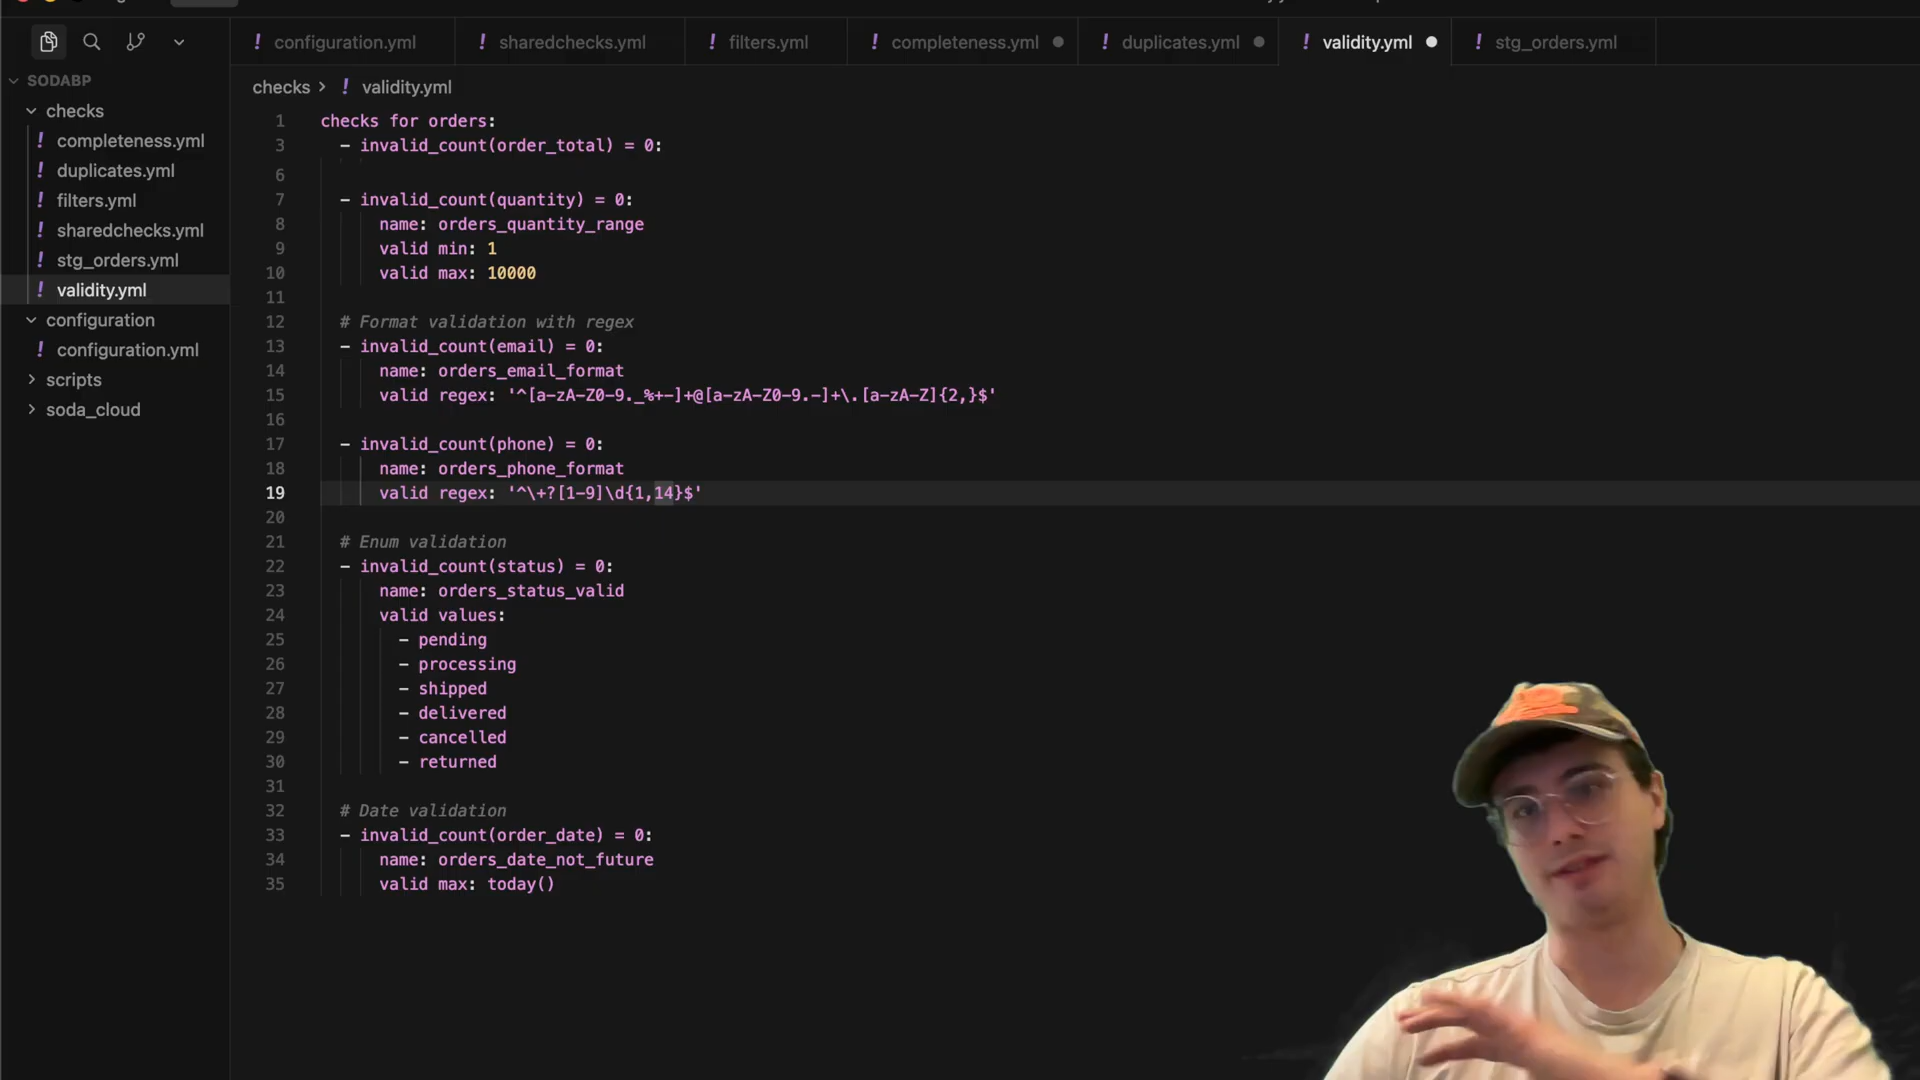 configuration.yml
sharedchecks.yml
filters.yml
completeness.yml
duplicates.yml
validity.yml
stg_orders.yml
SODABP
checks
completeness.yml
duplicates.yml
filters.yml
sharedchecks.yml
stg_orders.yml
validity.yml
configuration
configuration.yml
scripts
soda_cloud
checks > ! validity.yml
1 checks for orders:
3 - invalid_count(order_total) = 0:
6
7 - invalid_count(quantity) = 0:
8 name: orders_quantity_range
9 valid min: 1
10 valid max: 10000
11
12 # Format validation with regex
13 - invalid_count(email) = 0:
14 name: orders_email_format
15 valid regex: '^[a-zA-Z0-9._%+-]+@[a-zA-Z0-9.-]+\.[a-zA-Z]{2,}$'
16
17 - invalid_count(phone) = 0:
18 name: orders_phone_format
19 valid regex: '^\+?[1-9]\d{1,14}$'
20
21 # Enum validation
22 - invalid_count(status) = 0:
23 name: orders_status_valid
24 valid values:
25 - pending
26 - processing
27 - shipped
28 - delivered
29 - cancelled
30 - returned
31
32 # Date validation
33 - invalid_count(order_date) = 0:
34 name: orders_date_not_future
35 valid max: today()